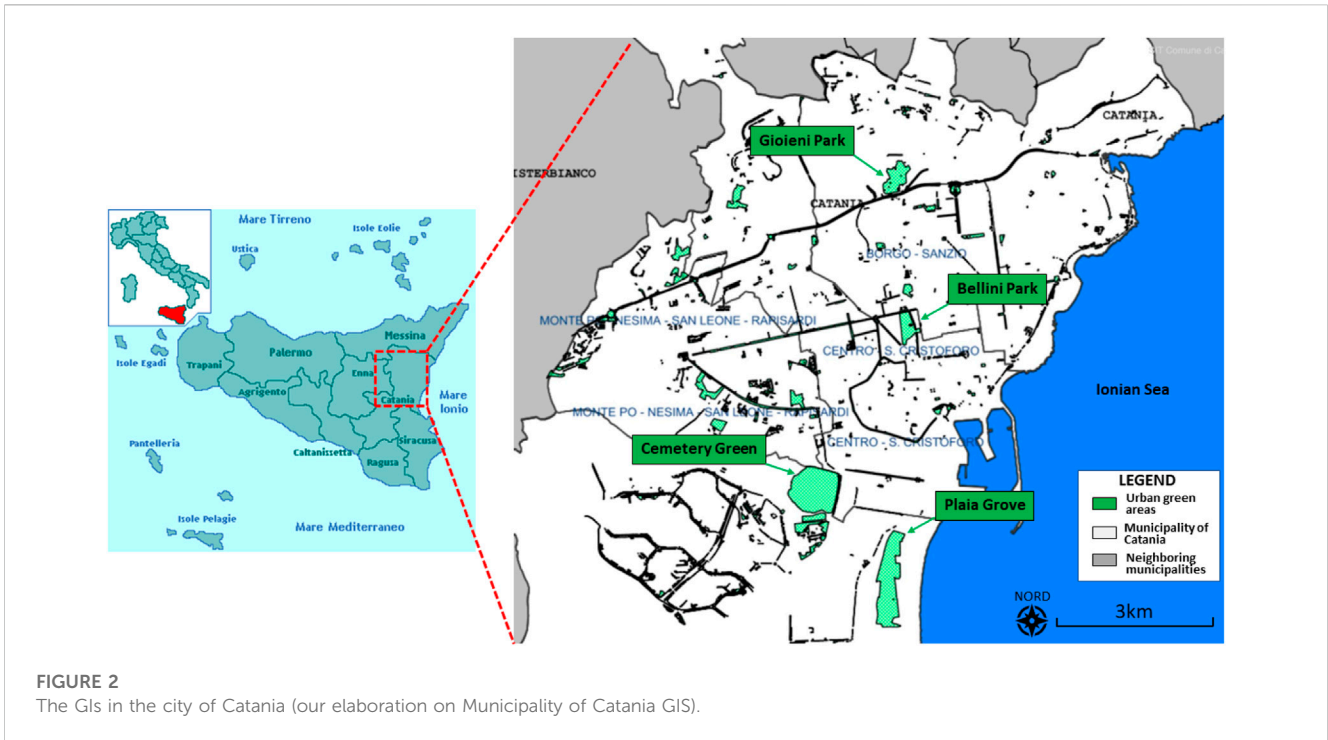 Mare Tirreno
Isole Eolie
Ustica
Messina
Palermo
Trapani
Isole Egadi
Enna
Agrigento
Catania
Mare
Ionio
Pantelleria
Siracusa
Caltanissetta
Ragusa
Isole Pelagie
Mare Mediterraneo
CATANIA
Gioieni Park
ISTERBIANCO
CATANIA
BORGO - SANZIO
Bellini Park
MONTE PO - NESIMA - SAN LEONE - RAPISARDI
CENTRO - S. CRISTOFORO
Ionian Sea
MONTE PO - NESIMA - SAN LEONE - RAPISARDI
CENTRO - S. CRISTOFORO
Cemetery Green
Plaia Grove
LEGEND
Urban green
areas
Municipality of
Catania
Neighboring
municipalities
NORD
3km
FIGURE 2
The GIs in the city of Catania (our elaboration on Municipality of Catania GIS).